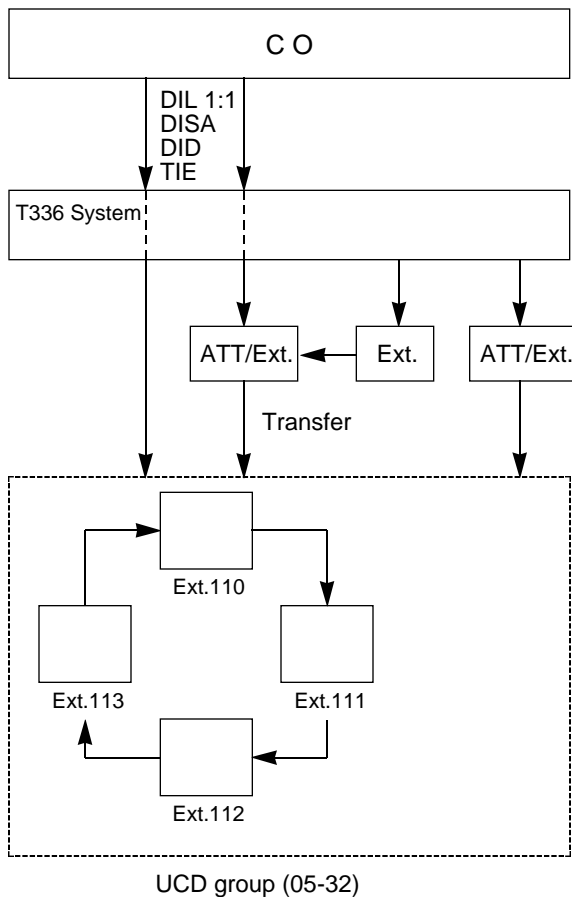 C O
DIL 1:1
DISA
DID
TIE
T336 System
ATT/Ext.
Ext.
ATT/Ext.
Transfer
Ext.110
Ext.113
Ext.111
Ext.112
UCD group (05-32)